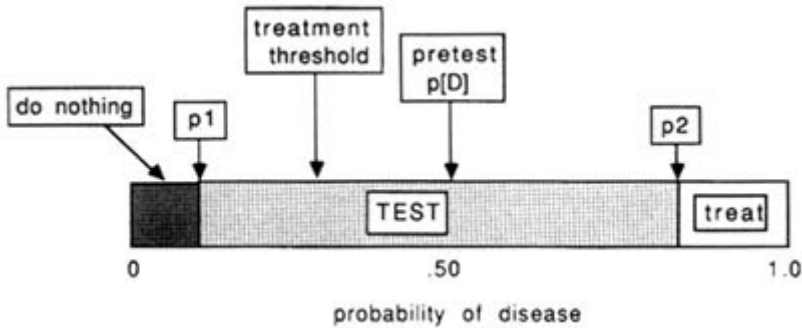 treatment
threshold
pretest
p[D]
do nothing
p1
p2
TEST
treat
0
.50
1.0
probability of disease